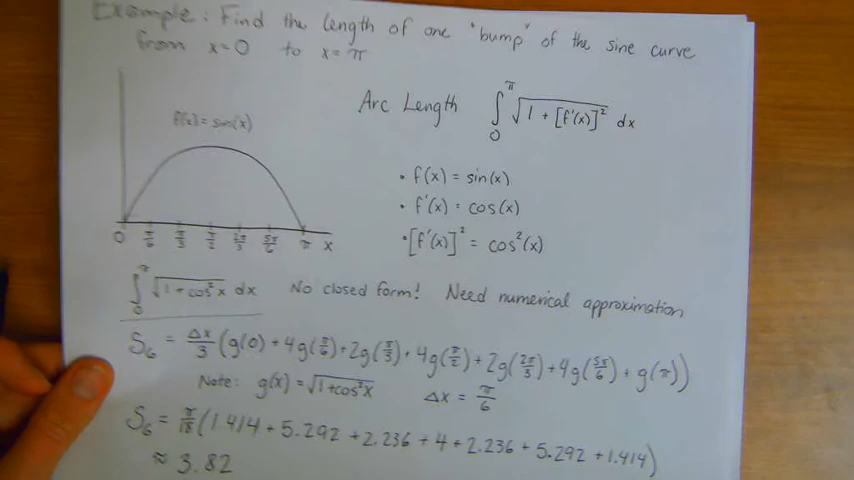 Example: Find the length of one "bump" of the sine curve
from x=0 to x=π
Arc Length ∫₀^π √(1 + [f'(x)]²) dx
f(x) = sin(x)
• f(x) = sin(x)
• f'(x) = cos(x)
• [f'(x)]² = cos²(x)
0 π/6 π/3 π/2 2π/3 5π/6 π x
∫₀^π √(1+cos²x) dx No closed form! Need numerical approximation
S₆ = Δx/3 (g(0) + 4g(π/6) + 2g(π/3) + 4g(π/2) + 2g(2π/3) + 4g(5π/6) + g(π))
Note: g(x) = √(1+cos²x) Δx = π/6
S₆ = π/18 (1.414 + 5.292 + 2.236 + 4 + 2.236 + 5.292 + 1.414)
≈ 3.82